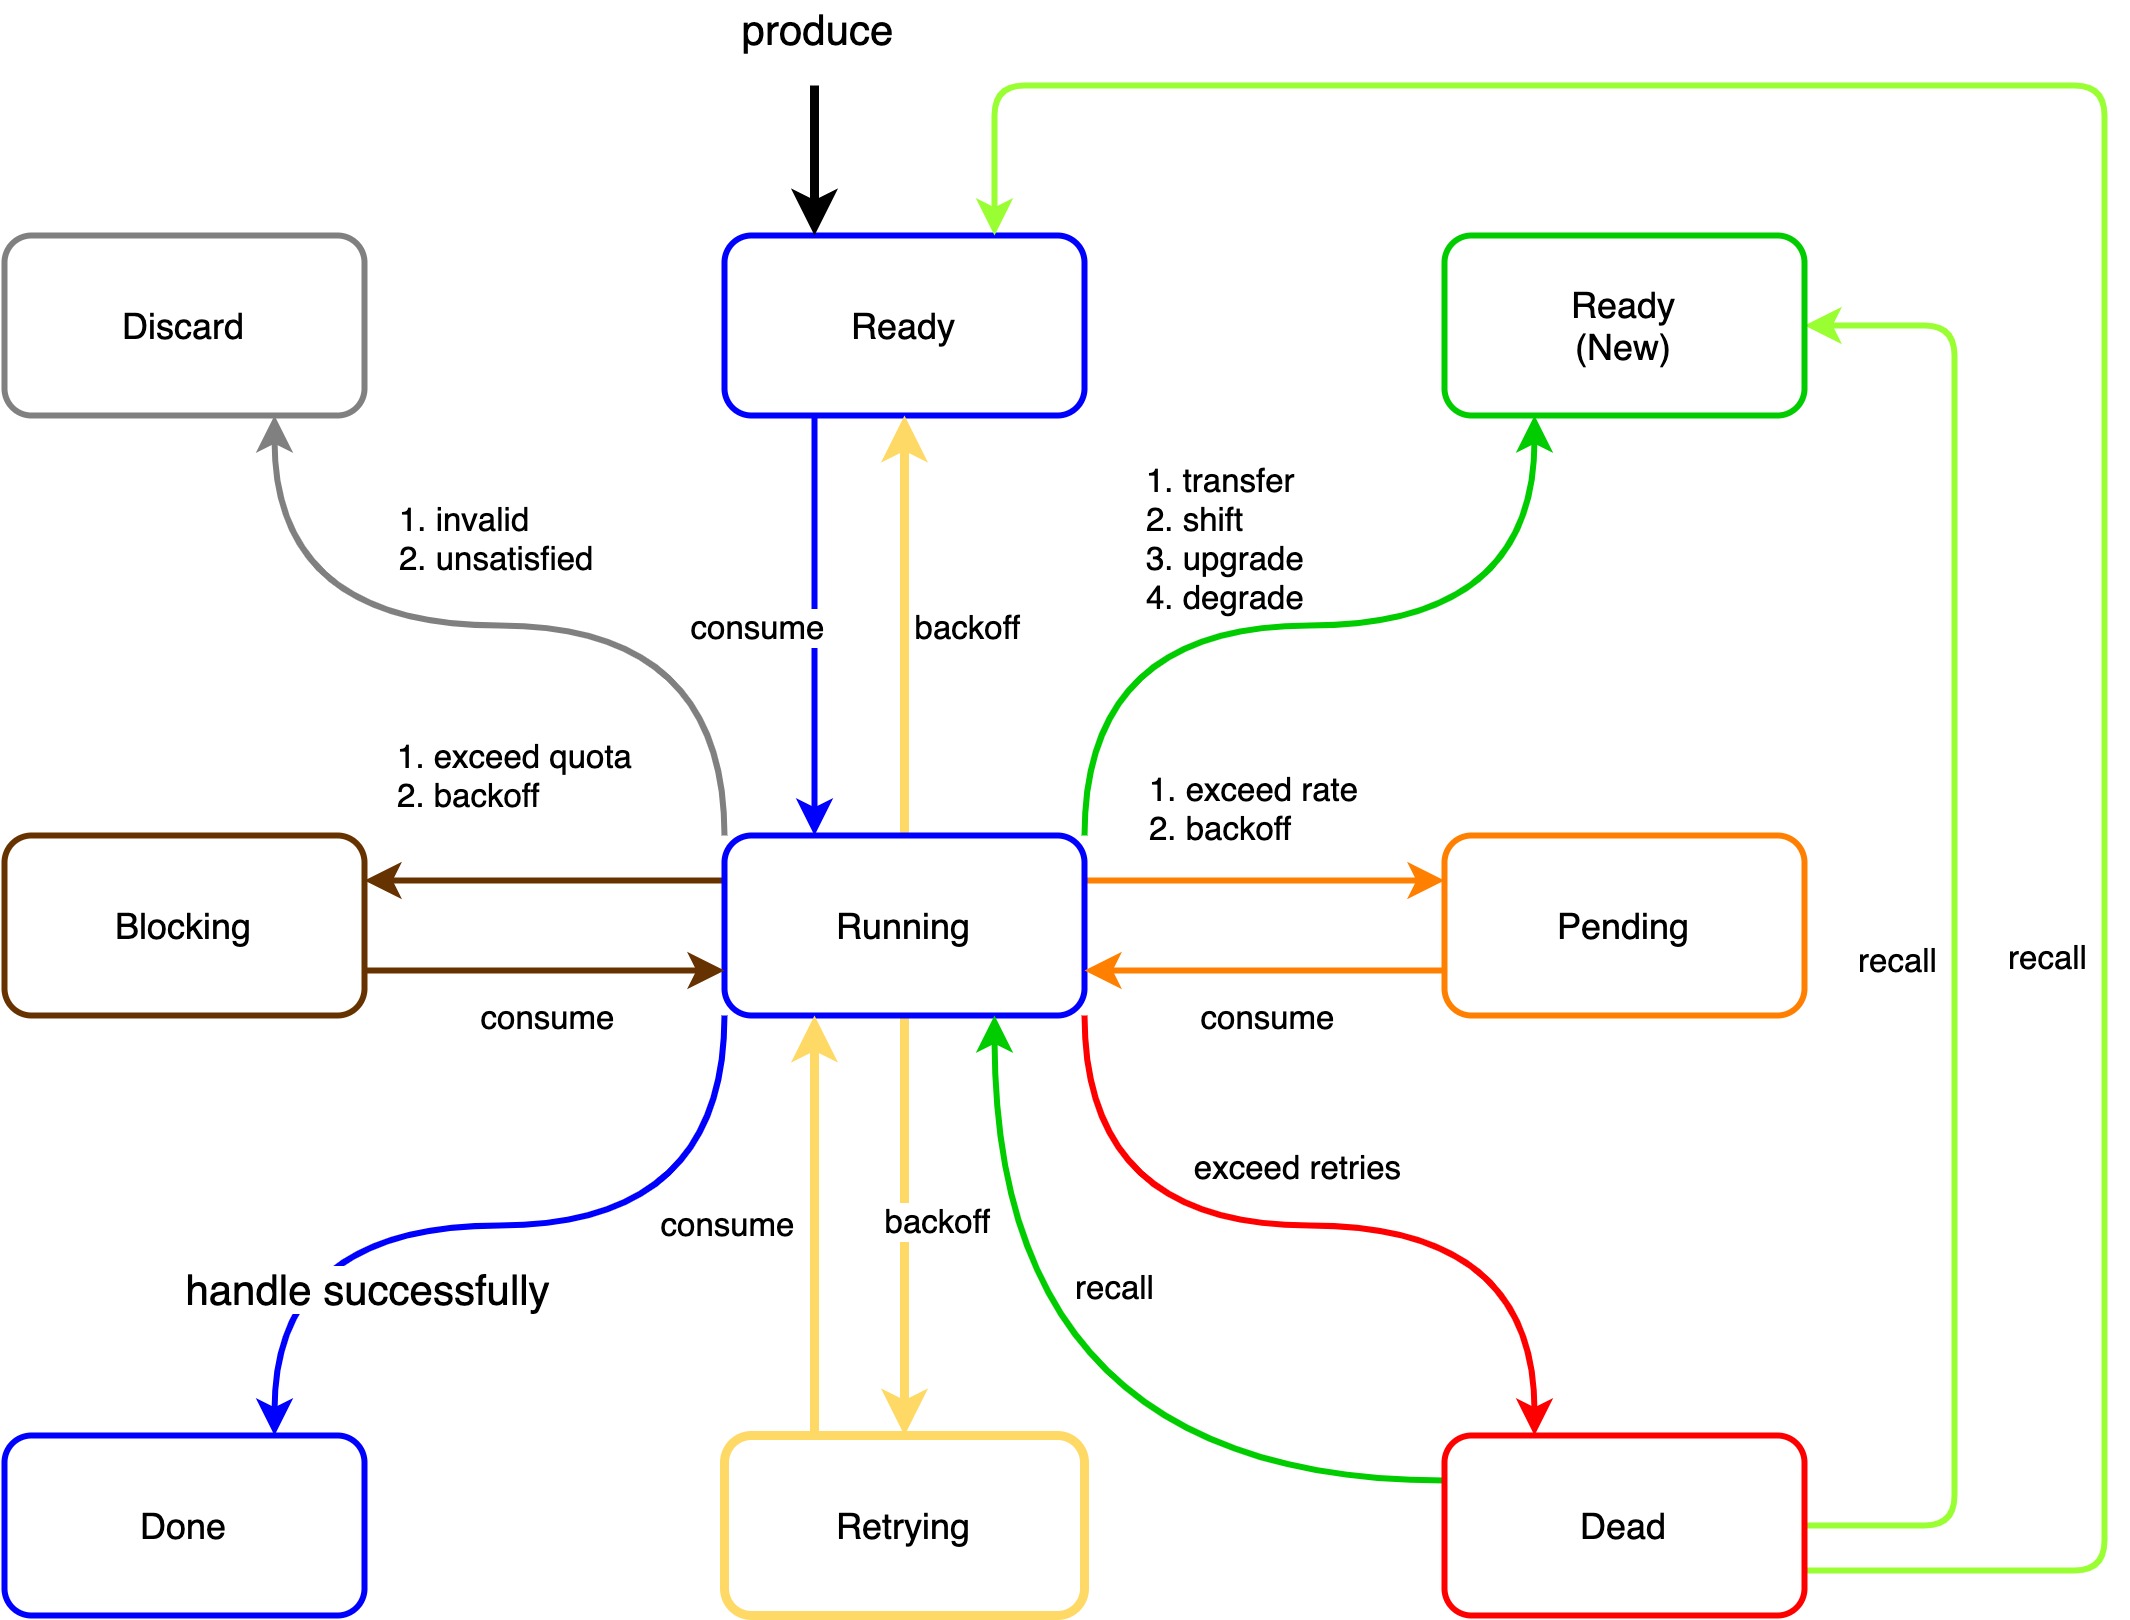 produce
Discard
Ready
Ready
(New)
1. transfer
2. shift
3. upgrade
4. degrade
1. invalid
2. unsatisfied
consume
backoff
1. exceed quota
2. backoff
1. exceed rate
2. backoff
Blocking
Running
Pending
recall
recall
consume
consume
exceed retries
consume
backoff
handle successfully
recall
Done
Retrying
Dead